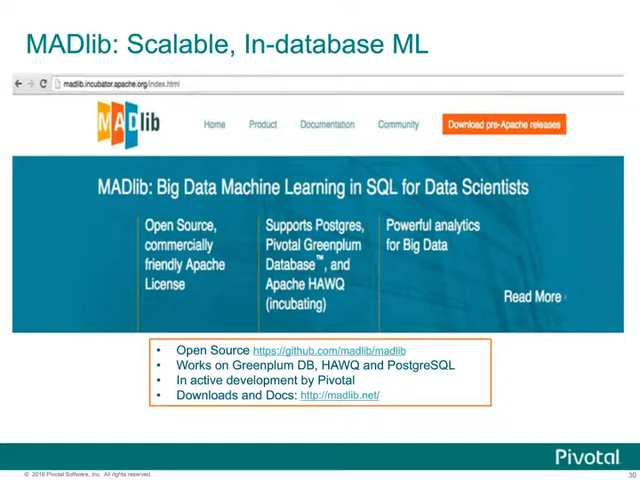 MADlib: Scalable, In-database ML
madlib.incubator.apache.org/index.html
MADlib
Home Product Documentation Community Download pre-Apache releases
MADlib: Big Data Machine Learning in SQL for Data Scientists
Open Source,
commercially
friendly Apache
License
Supports Postgres,
Pivotal Greenplum
Database™, and
Apache HAWQ
(incubating)
Powerful analytics
for Big Data
Read More
• Open Source https://github.com/madlib/madlib
• Works on Greenplum DB, HAWQ and PostgreSQL
• In active development by Pivotal
• Downloads and Docs: http://madlib.net/
Pivotal
© 2016 Pivotal Software, Inc. All rights reserved.
30